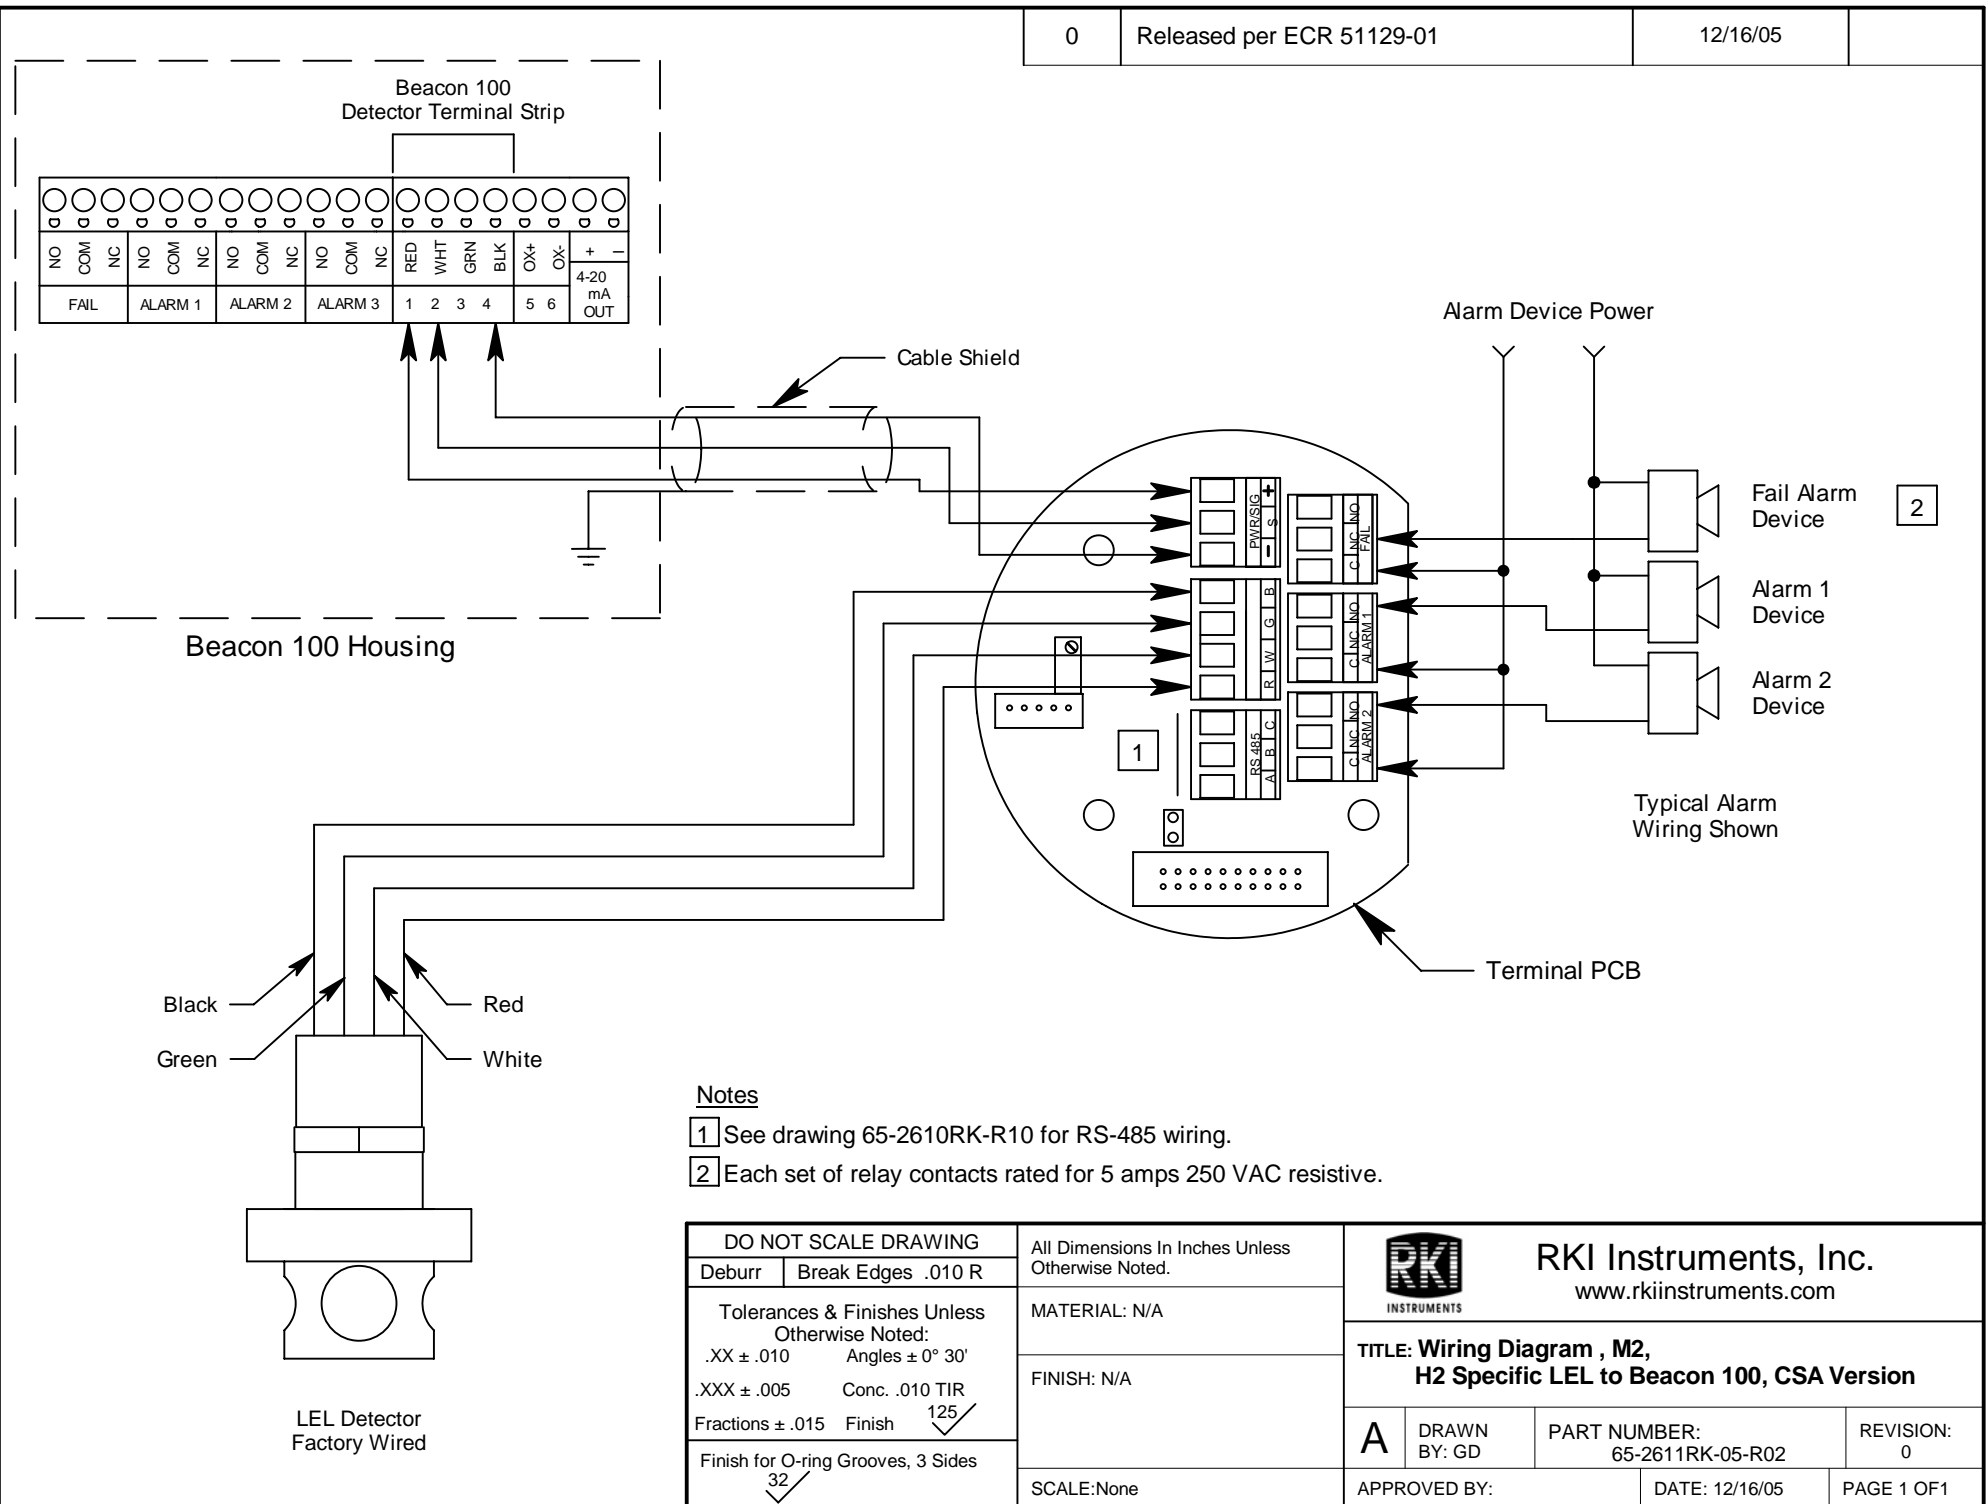 0 Released per ECR 51129-01 12/16/05
Beacon 100
Detector Terminal Strip
NO COM NC NO COM NC NO COM NC NO COM NC RED WHT GRN BLK OX+ OX- + −
FAIL ALARM 1 ALARM 2 ALARM 3 1 2 3 4 5 6 4-20
mA
OUT
Cable Shield
Beacon 100 Housing
Alarm Device Power
PWR/SIG + S −
B G W R
RS 485 C B A
NO NC C FAIL
NO NC C ALARM 1
NO NC C ALARM 2
Fail Alarm
Device
2
Alarm 1
Device
Alarm 2
Device
1
Typical Alarm
Wiring Shown
Terminal PCB
Black
Red
Green
White
LEL Detector
Factory Wired
Notes
1 See drawing 65-2610RK-R10 for RS-485 wiring.
2 Each set of relay contacts rated for 5 amps 250 VAC resistive.
DO NOT SCALE DRAWING
Deburr Break Edges .010 R
Tolerances & Finishes Unless
Otherwise Noted:
.XX ± .010 Angles ± 0° 30'
.XXX ± .005 Conc. .010 TIR
Fractions ± .015 Finish 125
Finish for O-ring Grooves, 3 Sides
32
All Dimensions In Inches Unless
Otherwise Noted.
MATERIAL: N/A
FINISH: N/A
SCALE:None
RKI
INSTRUMENTS
RKI Instruments, Inc.
www.rkiinstruments.com
TITLE: Wiring Diagram , M2,
H2 Specific LEL to Beacon 100, CSA Version
A
DRAWN
BY: GD
PART NUMBER:
65-2611RK-05-R02
REVISION:
0
APPROVED BY:
DATE: 12/16/05
PAGE 1 OF1